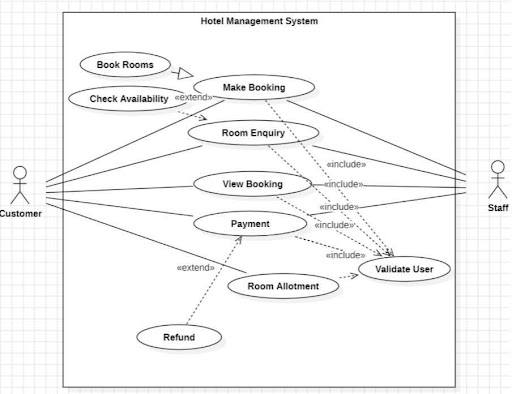 Hotel Management System
Book Rooms
Make Booking
Check Availability
«extend»
Room Enquiry
«include»
View Booking
«include»
Customer
Staff
«include»
Payment
«include»
«include»
«extend»
Validate User
Room Allotment
Refund